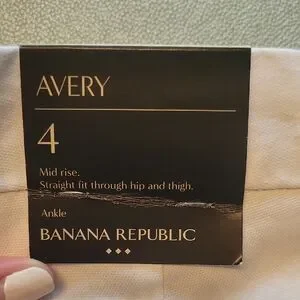 AVERY
4
Mid rise.
Straight fit through hip and thigh.
Ankle
BANANA REPUBLIC